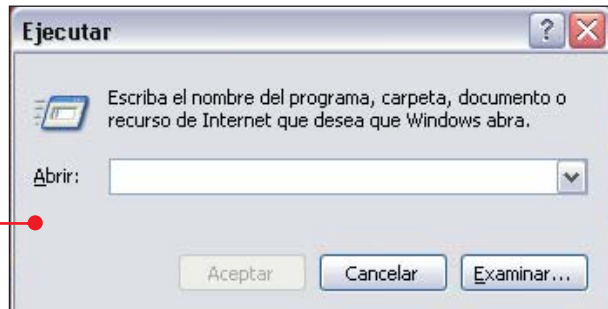 Ejecutar
Escriba el nombre del programa, carpeta, documento o
recurso de Internet que desea que Windows abra.
Abrir:
Aceptar Cancelar Examinar...